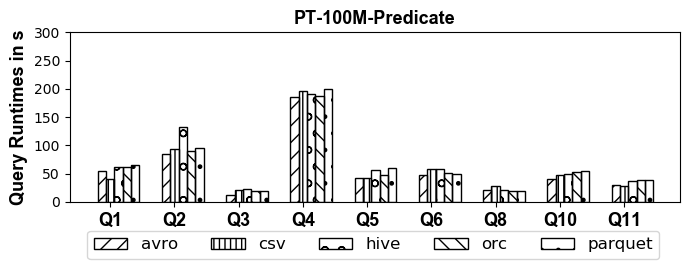 PT-100M-Predicate
Query Runtimes in s
300
250
200
150
100
50
0
Q1 Q2 Q3 Q4 Q5 Q6 Q8 Q10 Q11
avro csv hive orc parquet